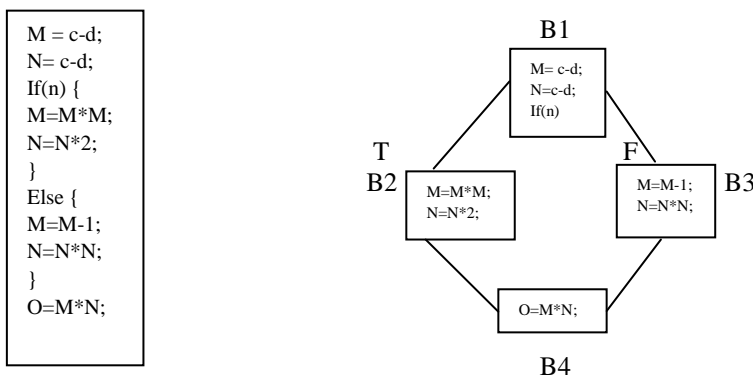 M = c-d;
N= c-d;
If(n) {
M=M*M;
N=N*2;
}
Else {
M=M-1;
N=N*N;
}
O=M*N;
B1
M= c-d;
N=c-d;
If(n)
T
F
B2
M=M*M;
N=N*2;
M=M-1;
N=N*N;
B3
O=M*N;
B4